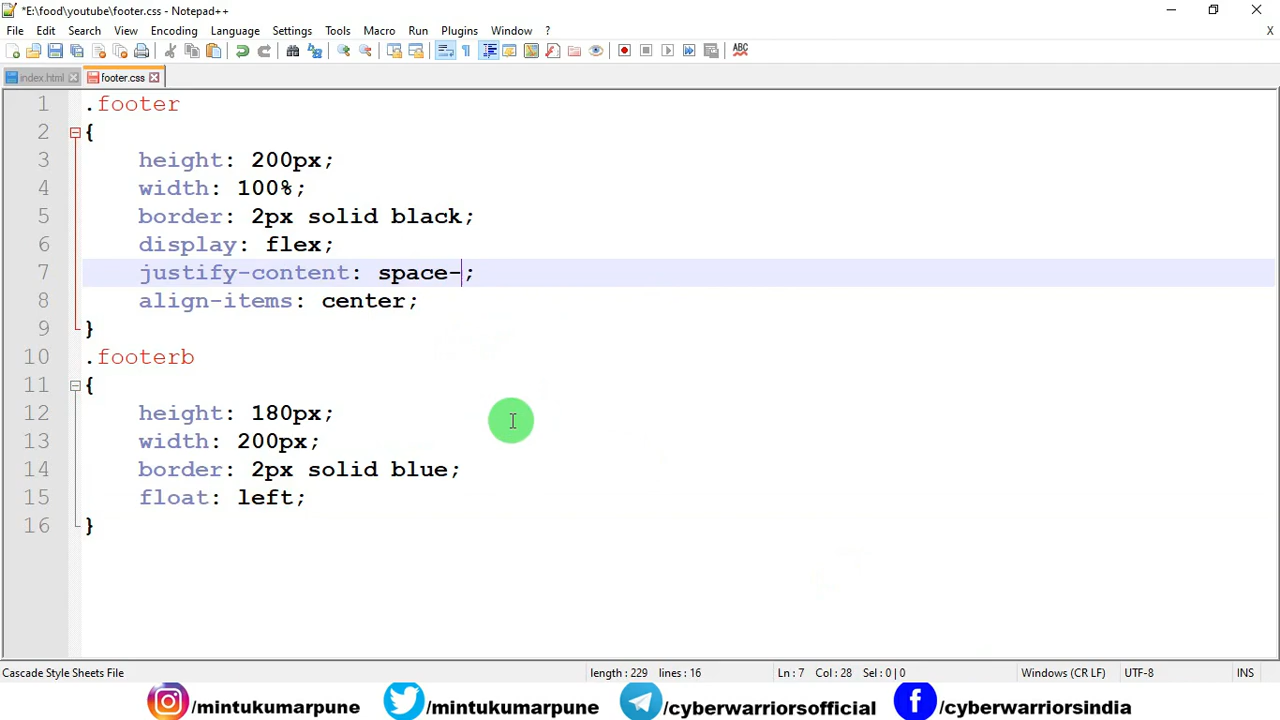 *E:\food\youtube\footer.css - Notepad++
File Edit Search View Encoding Language Settings Tools Macro Run Plugins Window ? X
ABC
index.html footer.css
1 .footer
2 {
3 height: 200px;
4 width: 100%;
5 border: 2px solid black;
6 display: flex;
7 justify-content: space-;
8 align-items: center;
9 }
10 .footerb
11 {
12 height: 180px;
13 width: 200px;
14 border: 2px solid blue;
15 float: left;
16 }
Cascade Style Sheets File length : 229 lines : 16 Ln : 7 Col : 28 Sel : 0 | 0 Windows (CR LF) UTF-8 INS
/mintukumarpune /mintukumarpune /cyberwarriorsofficial /cyberwarriorsindia